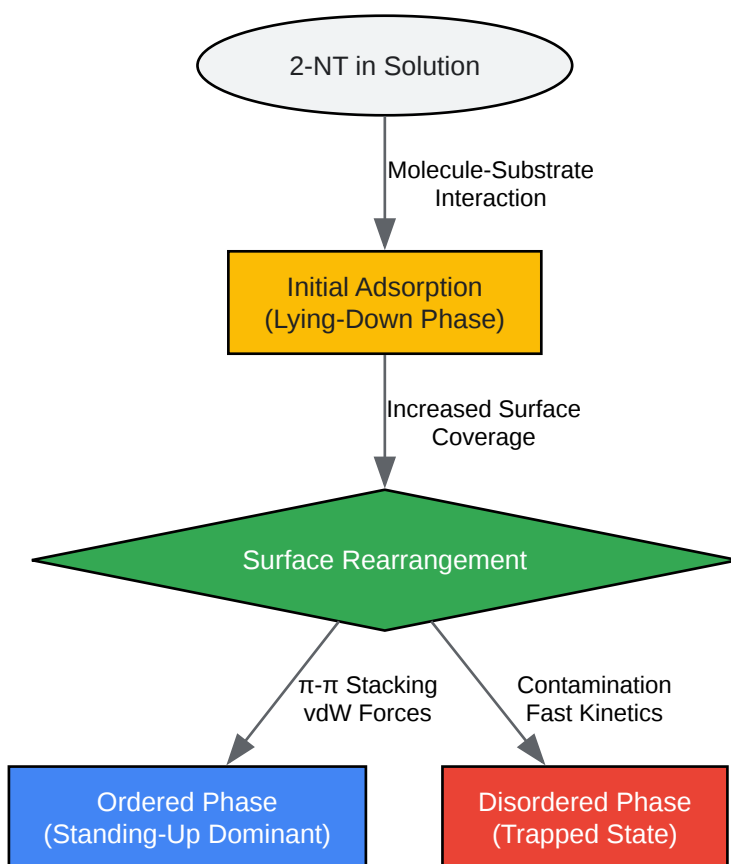 2-NT in Solution
Molecule-Substrate
Interaction
Initial Adsorption
(Lying-Down Phase)
Increased Surface
Coverage
Surface Rearrangement
π-π Stacking
vdW Forces
Contamination
Fast Kinetics
Ordered Phase
(Standing-Up Dominant)
Disordered Phase
(Trapped State)